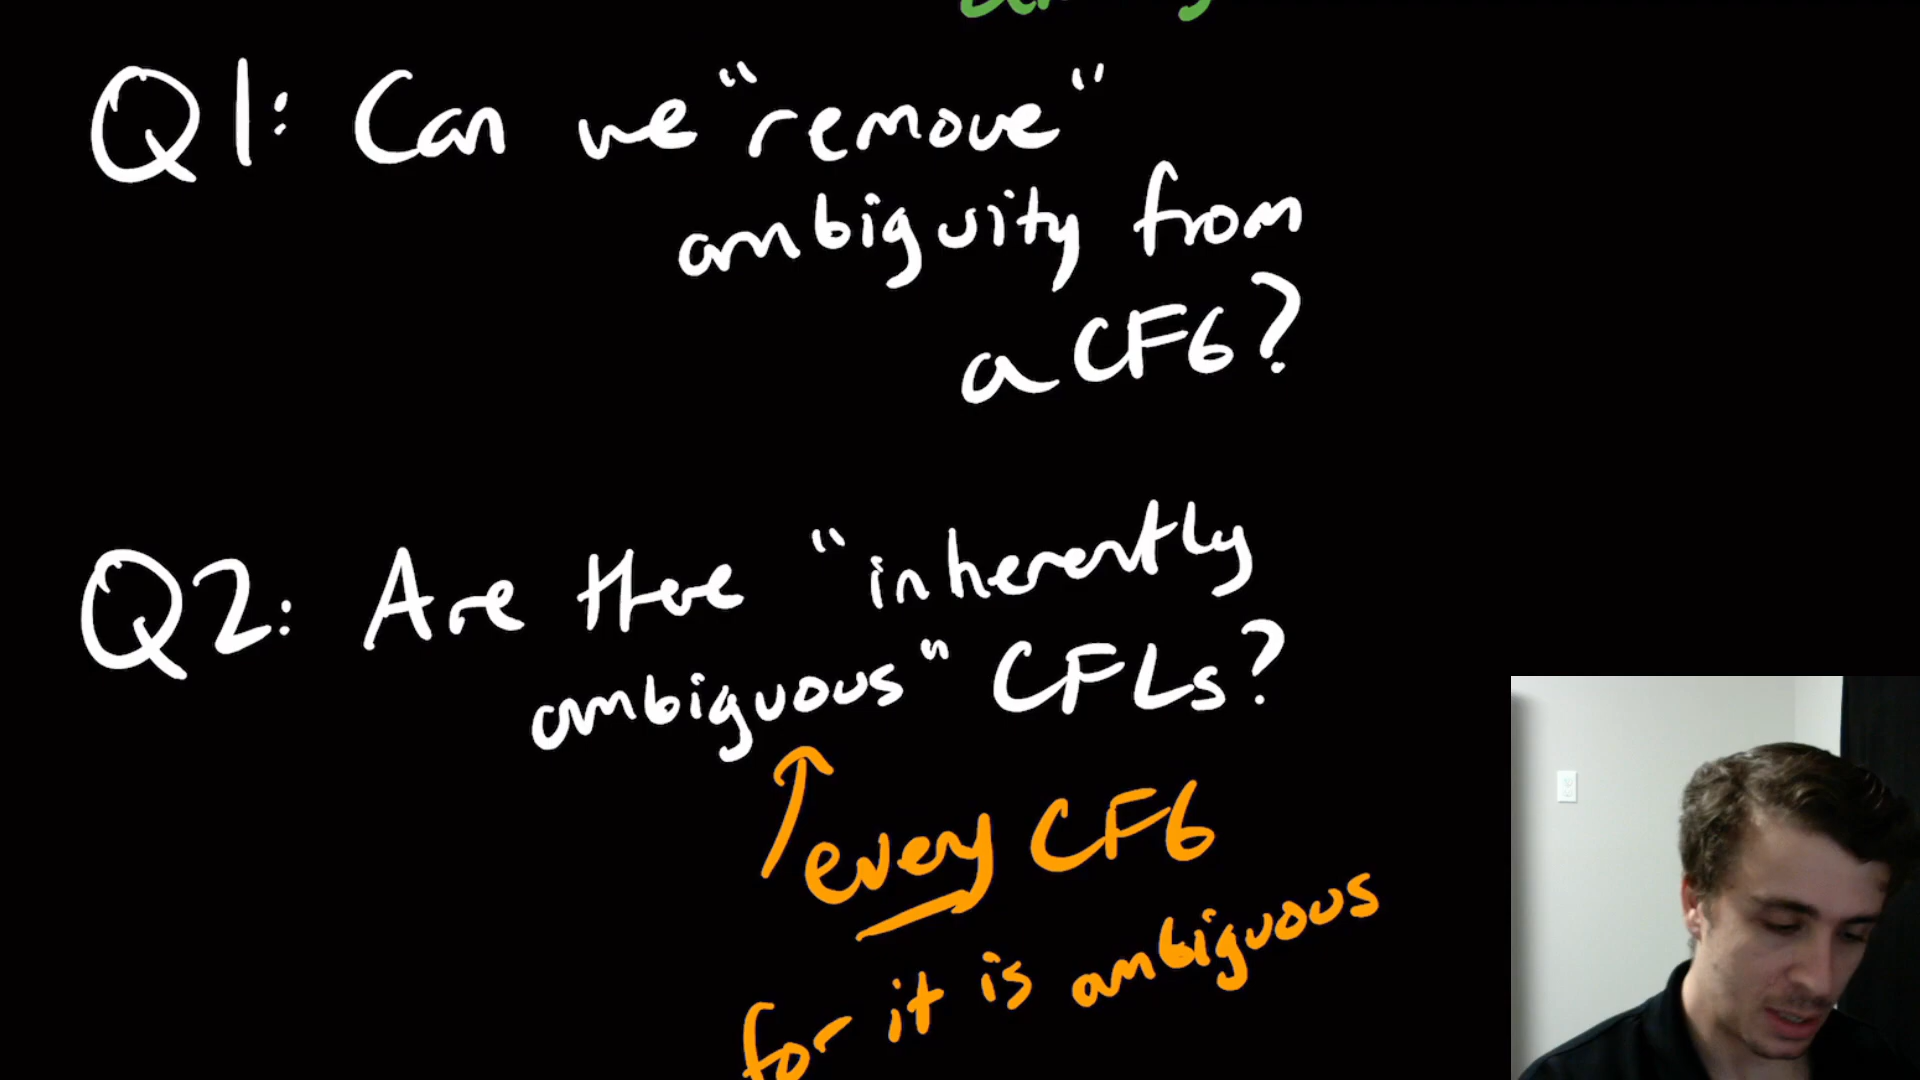 Q1: Can we "remove"
ambiguity from
a CFG?
Q2: Are there "inherently
ambiguous" CFLs?
every CFG
for it is ambiguous